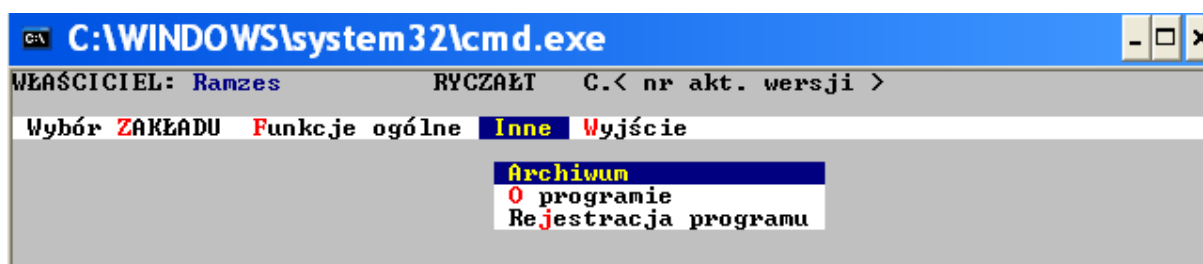 C:\WINDOWS\system32\cmd.exe
WŁAŚCICIEL: Ramzes RYCZAŁT C.< nr akt. wersji >
Wybór ZAKŁADU Funkcje ogólne Inne Wyjście
Archiwum
O programie
Rejestracja programu